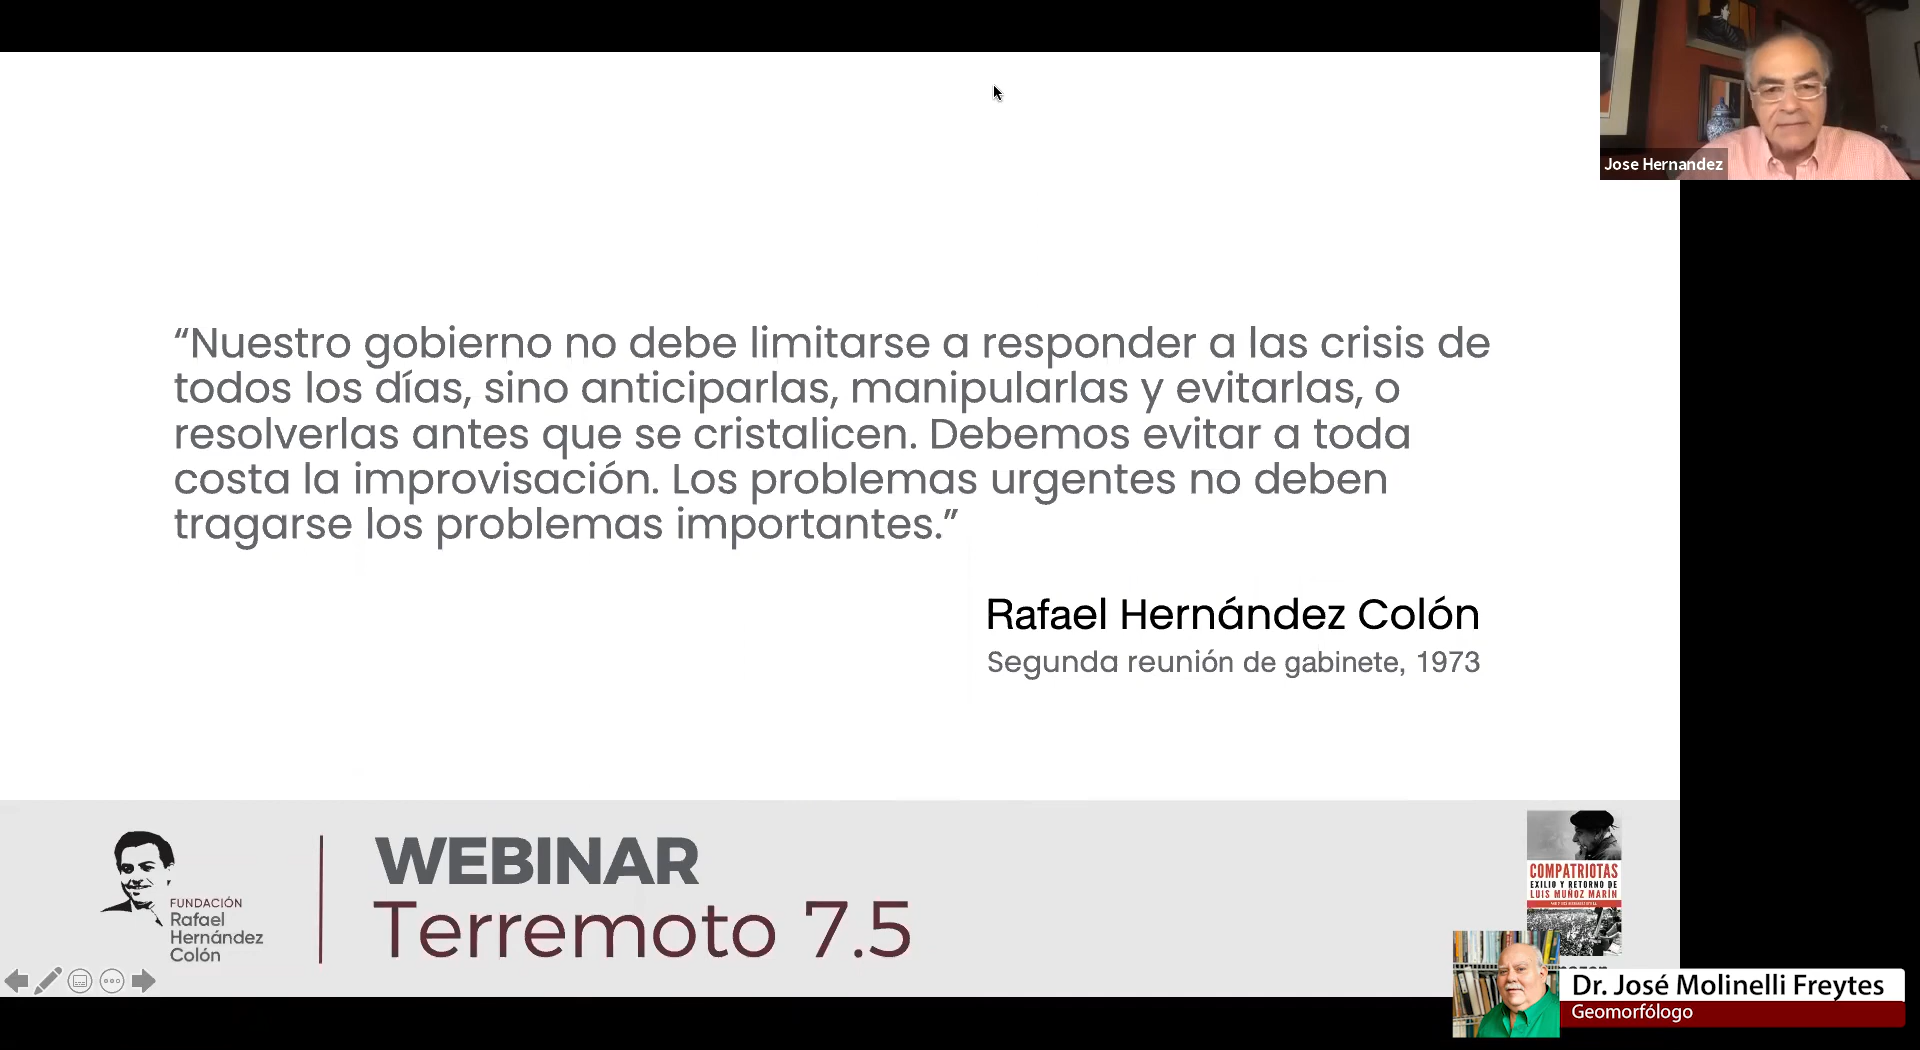 Jose Hernandez
“Nuestro gobierno no debe limitarse a responder a las crisis de
todos los días, sino anticiparlas, manipularlas y evitarlas, o
resolverlas antes que se cristalicen. Debemos evitar a toda
costa la improvisación. Los problemas urgentes no deben
tragarse los problemas importantes.”
Rafael Hernández Colón
Segunda reunión de gabinete, 1973
FUNDACIÓN
Rafael
Hernández
Colón
WEBINAR
Terremoto 7.5
COMPATRIOTAS
EXILIO Y RETORNO DE
LUIS MUÑOZ MARÍN
Dr. José Molinelli Freytes
Geomorfólogo